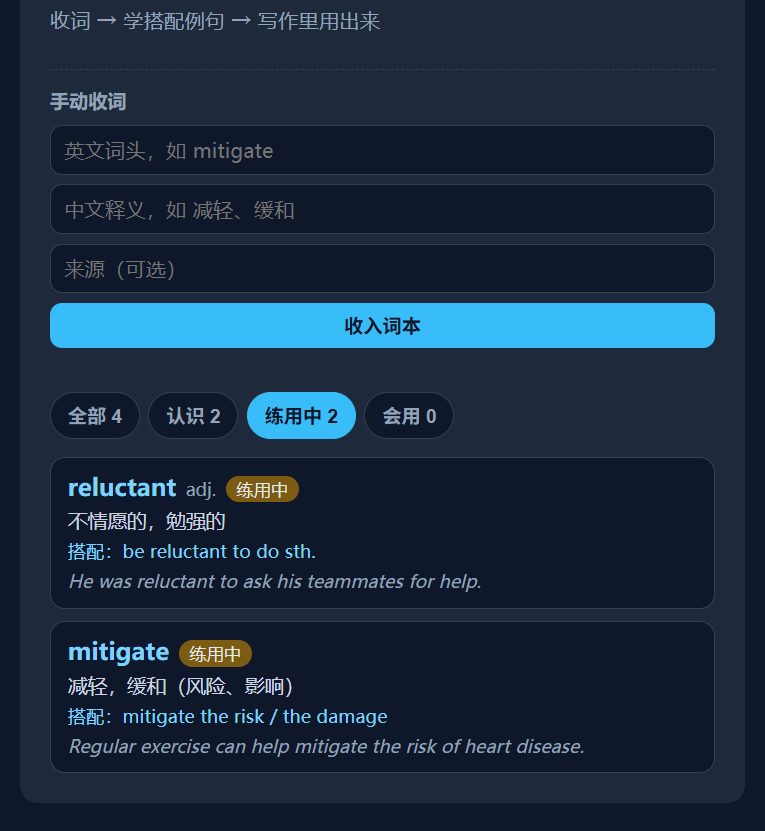 收词 → 学搭配例句 → 写作里用出来
手动收词
英文词头，如 mitigate
中文释义，如 减轻、缓和
来源（可选）
收入词本
全部 4 认识 2 练用中 2 会用 0
reluctant adj. 练用中
不情愿的，勉强的
搭配：be reluctant to do sth.
He was reluctant to ask his teammates for help.
mitigate 练用中
减轻，缓和（风险、影响）
搭配：mitigate the risk / the damage
Regular exercise can help mitigate the risk of heart disease.